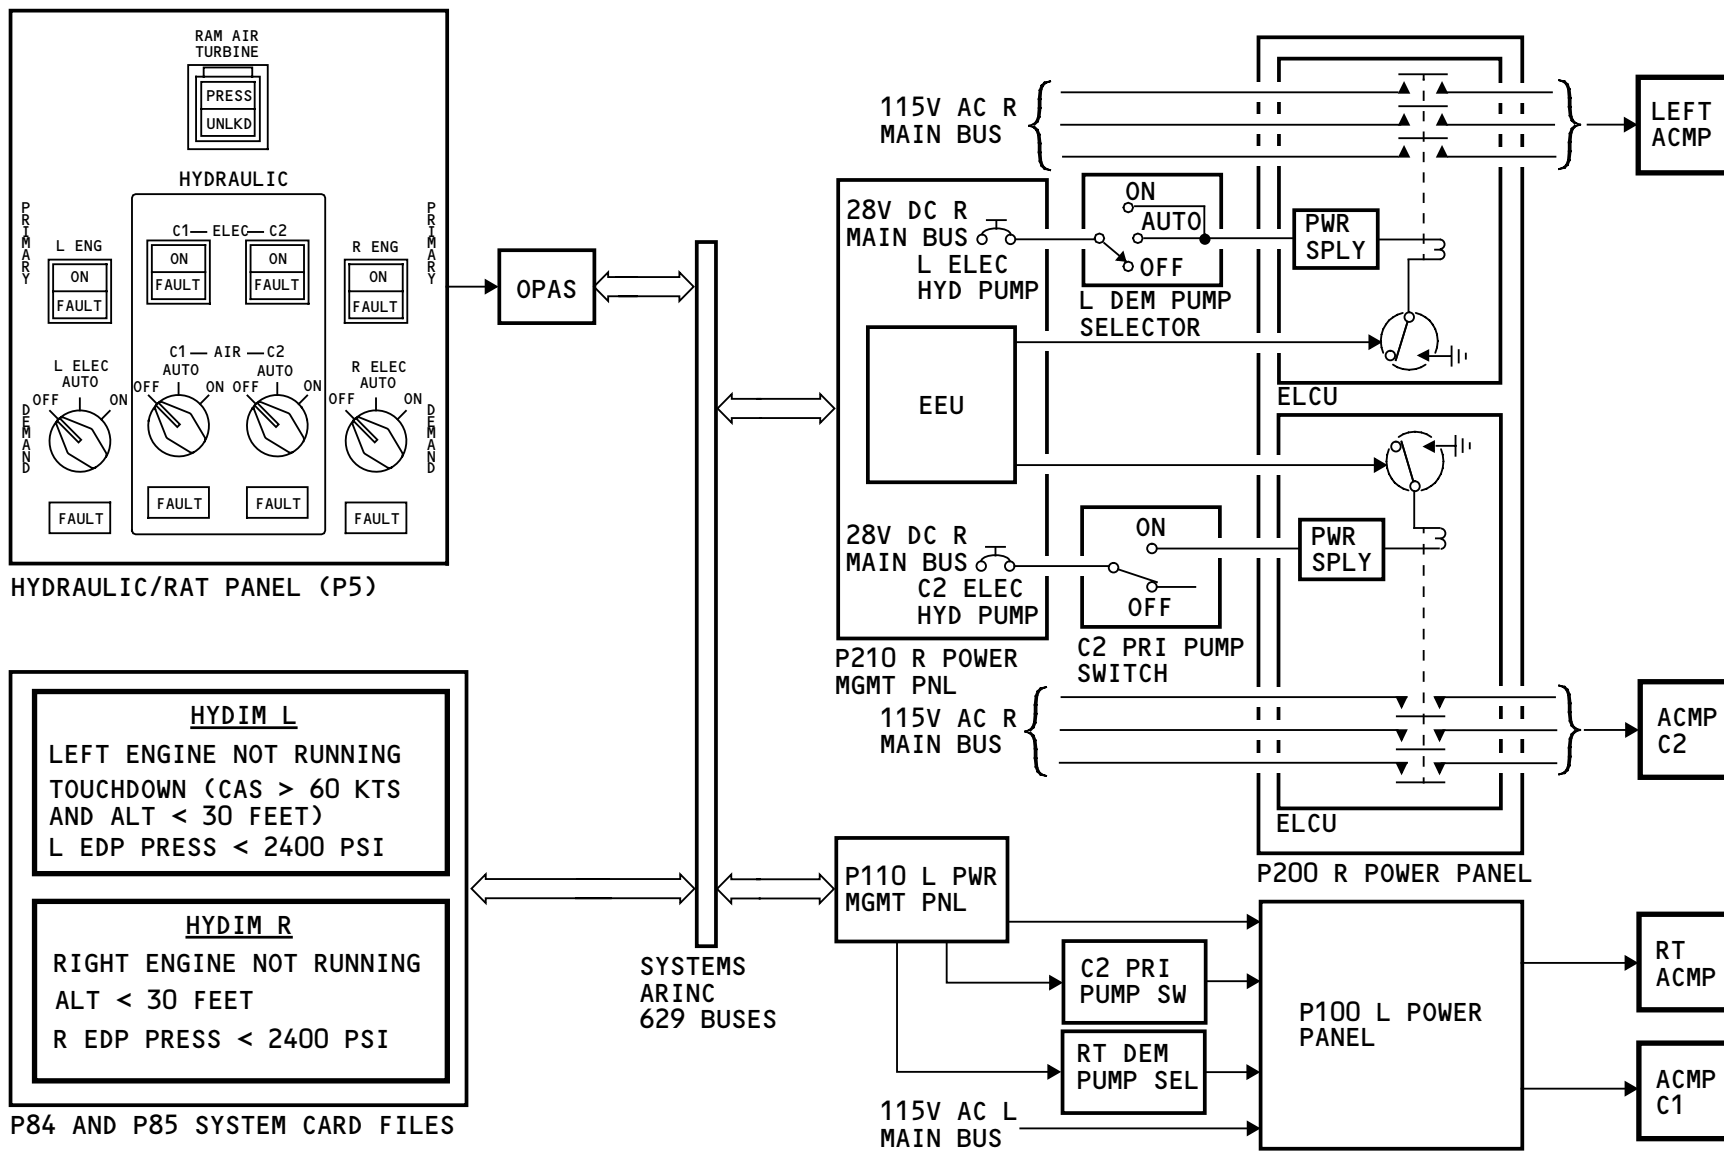 RAM AIR
TURBINE
PRESS
UNLKD
HYDRAULIC
PRIMARY
PRIMARY
C1 — ELEC — C2
L ENG
ON
FAULT
ON
FAULT
ON
FAULT
R ENG
ON
FAULT
C1 — AIR — C2
L ELEC
AUTO
OFF
ON
AUTO
OFF
ON
AUTO
OFF
ON
R ELEC
AUTO
OFF
ON
DEMAND
DEMAND
FAULT
FAULT
FAULT
FAULT
HYDRAULIC/RAT PANEL (P5)
OPAS
HYDIM L
LEFT ENGINE NOT RUNNING
TOUCHDOWN (CAS > 60 KTS
AND ALT < 30 FEET)
L EDP PRESS < 2400 PSI
HYDIM R
RIGHT ENGINE NOT RUNNING
ALT < 30 FEET
R EDP PRESS < 2400 PSI
P84 AND P85 SYSTEM CARD FILES
SYSTEMS
ARINC
629 BUSES
115V AC R
MAIN BUS
28V DC R
MAIN BUS
L ELEC
HYD PUMP
ON
AUTO
OFF
L DEM PUMP
SELECTOR
PWR
SPLY
ELCU
LEFT
ACMP
EEU
28V DC R
MAIN BUS
C2 ELEC
HYD PUMP
P210 R POWER
MGMT PNL
ON
OFF
C2 PRI PUMP
SWITCH
PWR
SPLY
115V AC R
MAIN BUS
ELCU
P200 R POWER PANEL
ACMP
C2
P110 L PWR
MGMT PNL
C2 PRI
PUMP SW
RT DEM
PUMP SEL
115V AC L
MAIN BUS
P100 L POWER
PANEL
RT
ACMP
ACMP
C1